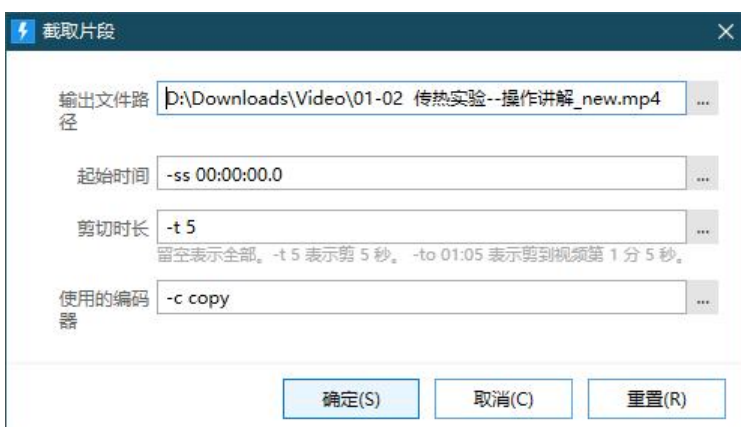 截取片段
输出文件路径
D:\Downloads\Video\01-02  传热实验--操作讲解_new.mp4
...
起始时间
-ss 00:00:00.0
...
剪切时长
-t 5
...
留空表示全部。-t 5 表示剪 5 秒。 -to 01:05 表示剪到视频第 1 分 5 秒。
使用的编码器
-c copy
...
确定(S)
取消(C)
重置(R)